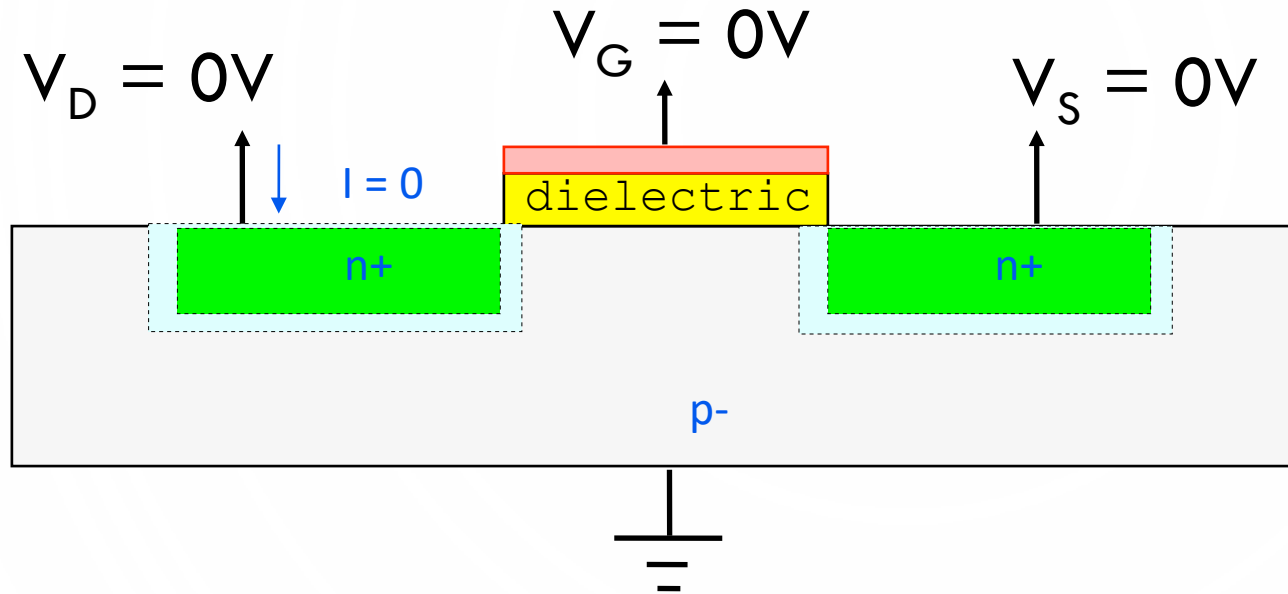 V_D = 0V
V_G = 0V
V_S = 0V
I = 0
dielectric
n+
n+
p-